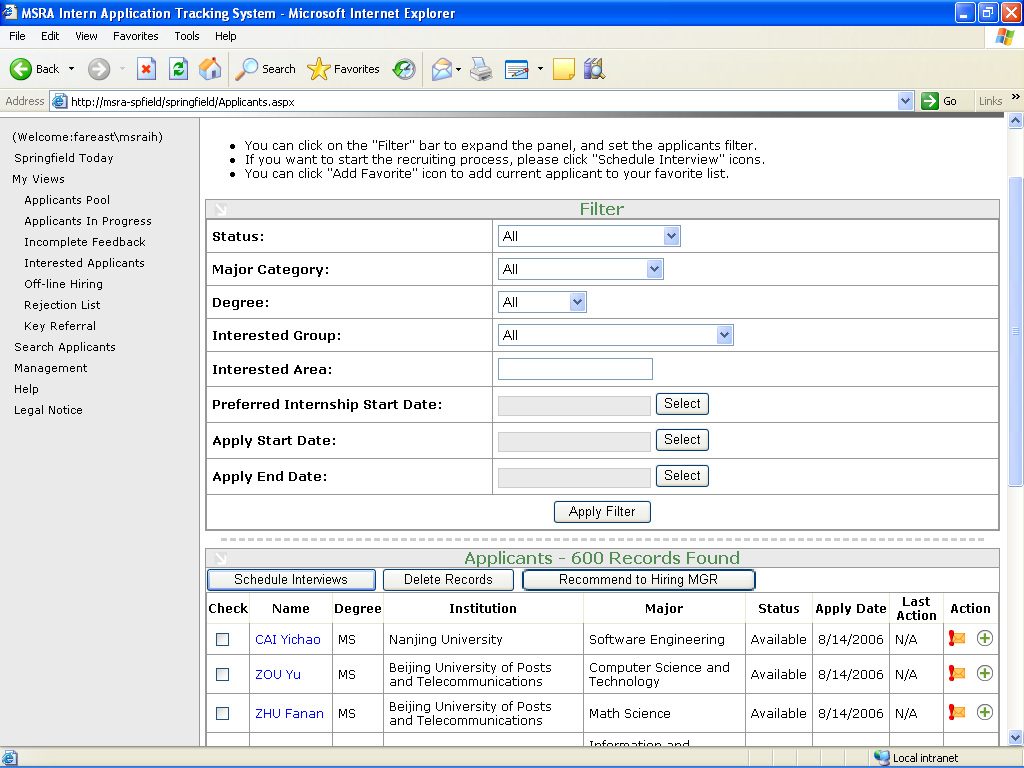 MSRA Intern Application Tracking System - Microsoft Internet Explorer
File Edit View Favorites Tools Help
Back Search Favorites
Address http://msra-spfield/springfield/Applicants.aspx Go Links »
(Welcome:fareast\msraih)
Springfield Today
My Views
Applicants Pool
Applicants In Progress
Incomplete Feedback
Interested Applicants
Off-line Hiring
Rejection List
Key Referral
Search Applicants
Management
Help
Legal Notice
• You can click on the "Filter" bar to expand the panel, and set the applicants filter.
• If you want to start the recruiting process, please click "Schedule Interview" icons.
• You can click "Add Favorite" icon to add current applicant to your favorite list.
Filter
Status: All
Major Category: All
Degree: All
Interested Group: All
Interested Area:
Preferred Internship Start Date: Select
Apply Start Date: Select
Apply End Date: Select
Apply Filter
Applicants - 600 Records Found
Schedule Interviews Delete Records Recommend to Hiring MGR
Check Name Degree Institution Major Status Apply Date Last Action Action
CAI Yichao MS Nanjing University Software Engineering Available 8/14/2006 N/A
ZOU Yu MS Beijing University of Posts and Telecommunications Computer Science and Technology Available 8/14/2006 N/A
ZHU Fanan MS Beijing University of Posts and Telecommunications Math Science Available 8/14/2006 N/A
Information and
Local intranet